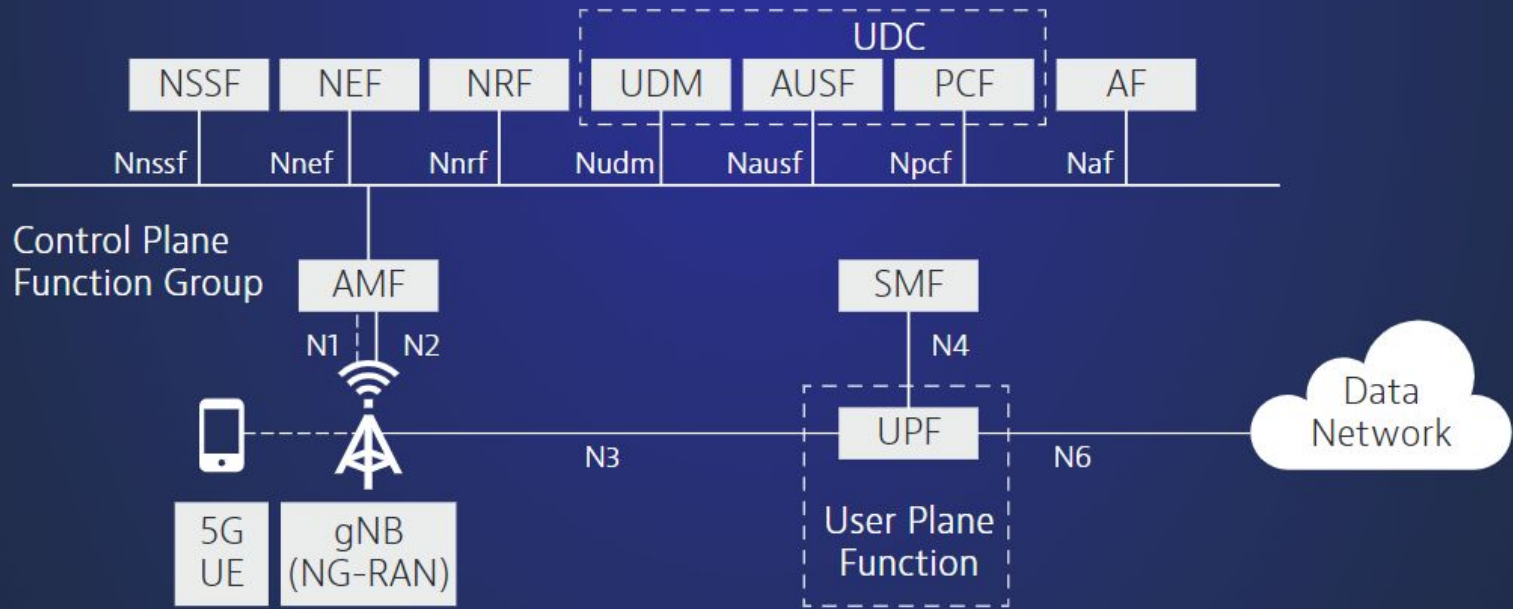 UDC
NSSF
NEF
NRF
UDM
AUSF
PCF
AF
Nnssf
Nnef
Nnrf
Nudm
Nausf
Npcf
Naf
Control Plane
Function Group
AMF
SMF
N1
N2
N4
UPF
N3
N6
Data
Network
5G
UE
gNB
(NG-RAN)
User Plane
Function